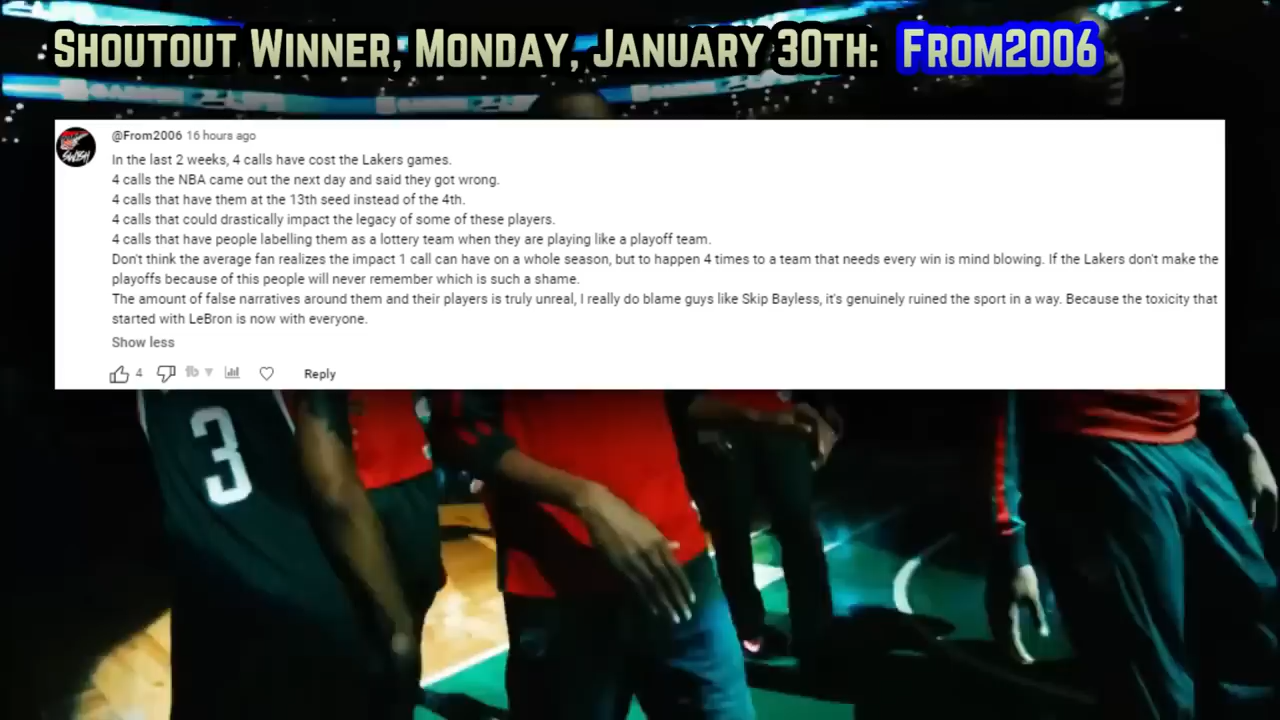 Shoutout Winner, Monday, January 30th: From2006
@From2006 16 hours ago
In the last 2 weeks, 4 calls have cost the Lakers games.
4 calls the NBA came out the next day and said they got wrong.
4 calls that have them at the 13th seed instead of the 4th.
4 calls that could drastically impact the legacy of some of these players.
4 calls that have people labelling them as a lottery team when they are playing like a playoff team.
Don't think the average fan realizes the impact 1 call can have on a whole season, but to happen 4 times to a team that needs every win is mind blowing. If the Lakers don't make the
playoffs because of this people will never remember which is such a shame.
The amount of false narratives around them and their players is truly unreal, I really do blame guys like Skip Bayless, it's genuinely ruined the sport in a way. Because the toxicity that
started with LeBron is now with everyone.
Show less
4
Reply
3